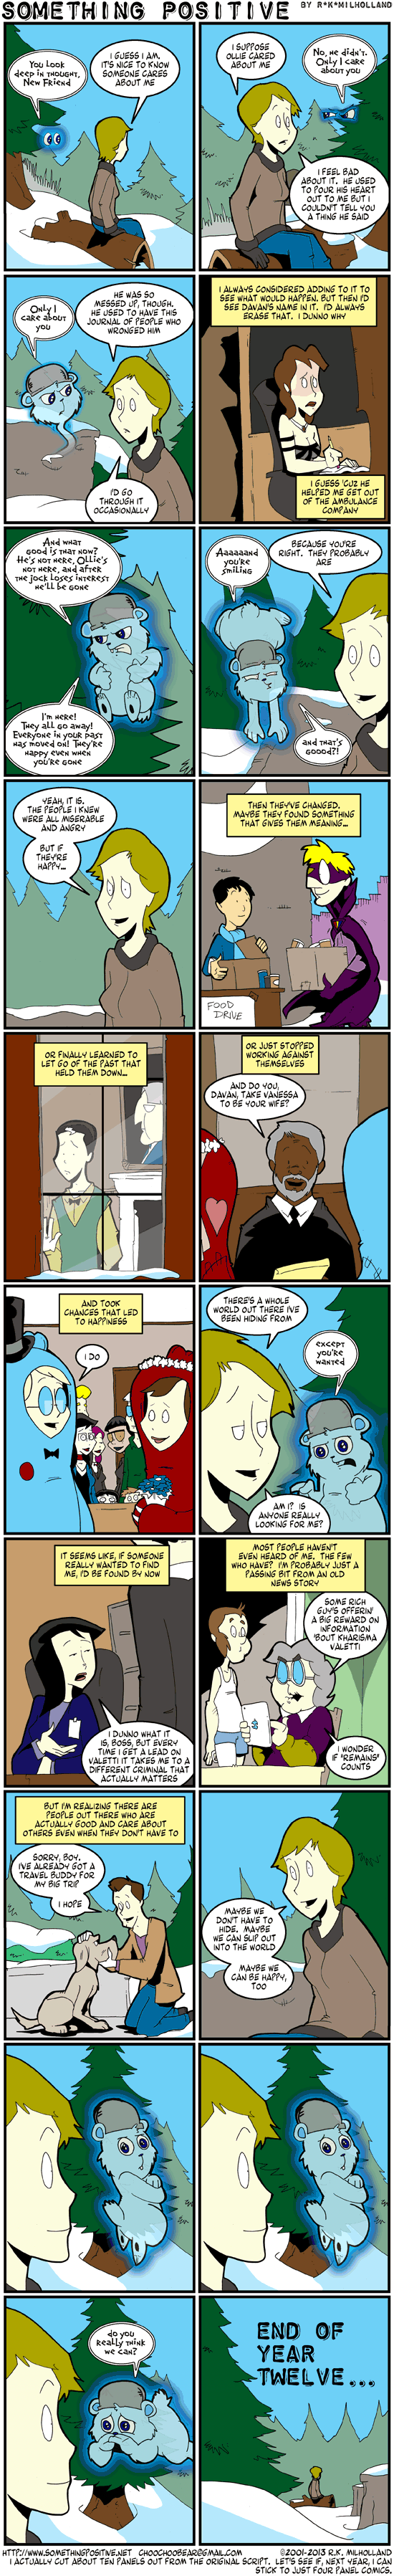 SOMETHING POSITIVE BY R*K*MILHOLLAND
You Look
deep in thought,
New Friend
I GUESS I AM.
IT'S NICE TO KNOW
SOMEONE CARES
ABOUT ME
I SUPPOSE
OLLIE CARED
ABOUT ME
No, he didn't.
Only I care
about you
I FEEL BAD
ABOUT IT. HE USED
TO POUR HIS HEART
OUT TO ME BUT I
COULDN'T TELL YOU
A THING HE SAID
Only I
care about
you
HE WAS SO
MESSED UP, THOUGH.
HE USED TO HAVE THIS
JOURNAL OF PEOPLE WHO
WRONGED HIM
I'D GO
THROUGH IT
OCCASIONALLY
I ALWAYS CONSIDERED ADDING TO IT TO
SEE WHAT WOULD HAPPEN. BUT THEN I'D
SEE DAVAN'S NAME IN IT. I'D ALWAYS
ERASE THAT. I DUNNO WHY
I GUESS 'CUZ HE
HELPED ME GET OUT
OF THE AMBULANCE
COMPANY
And what
good is that now?
He's not here, Ollie's
not here, and after
the jock loses interest
he'll be gone
I'm here!
They all go away!
Everyone in your past
has moved on! They're
happy even when
you're gone
Aaaaaand
you're
smiling
BECAUSE YOU'RE
RIGHT. THEY PROBABLY
ARE
and that's
goood?!
YEAH, IT IS.
THE PEOPLE I KNEW
WERE ALL MISERABLE
AND ANGRY
BUT IF
THEY'RE
HAPPY...
THEN THEY'VE CHANGED.
MAYBE THEY FOUND SOMETHING
THAT GIVES THEM MEANING...
FOOD
DRIVE
OR FINALLY LEARNED TO
LET GO OF THE PAST THAT
HELD THEM DOWN...
OR JUST STOPPED
WORKING AGAINST
THEMSELVES
AND DO YOU,
DAVAN, TAKE VANESSA
TO BE YOUR WIFE?
AND TOOK
CHANCES THAT LED
TO HAPPINESS
I DO
THERE'S A WHOLE
WORLD OUT THERE I'VE
BEEN HIDING FROM
except
you're
wanted
AM I? IS
ANYONE REALLY
LOOKING FOR ME?
IT SEEMS LIKE, IF SOMEONE
REALLY WANTED TO FIND
ME, I'D BE FOUND BY NOW
I DUNNO WHAT IT
IS, BOSS, BUT EVERY
TIME I GET A LEAD ON
VALETTI IT TAKES ME TO A
DIFFERENT CRIMINAL THAT
ACTUALLY MATTERS
MOST PEOPLE HAVEN'T
EVEN HEARD OF ME. THE FEW
WHO HAVE? I'M PROBABLY JUST A
PASSING BIT FROM AN OLD
NEWS STORY
SOME RICH
GUY'S OFFERIN'
A BIG REWARD ON
INFORMATION
'BOUT KHARISMA
VALETTI
I WONDER
IF "REMAINS"
COUNTS
BUT I'M REALIZING THERE ARE
PEOPLE OUT THERE WHO ARE
ACTUALLY GOOD AND CARE ABOUT
OTHERS EVEN WHEN THEY DON'T HAVE TO
SORRY, BOY.
I'VE ALREADY GOT A
TRAVEL BUDDY FOR
MY BIG TRIP
I HOPE
MAYBE WE
DON'T HAVE TO
HIDE. MAYBE
WE CAN SLIP OUT
INTO THE WORLD
MAYBE WE
CAN BE HAPPY,
TOO
do you
really think
we can?
END OF
YEAR
TWELVE...
HTTP://WWW.SOMETHINGPOSITIVE.NET CHOOCHOOBEAR@GMAIL.COM ©2001-2013 R.K. MILHOLLAND
I ACTUALLY CUT ABOUT TEN PANELS OUT FROM THE ORIGINAL SCRIPT. LET'S SEE IF, NEXT YEAR, I CAN
STICK TO JUST FOUR PANEL COMICS.